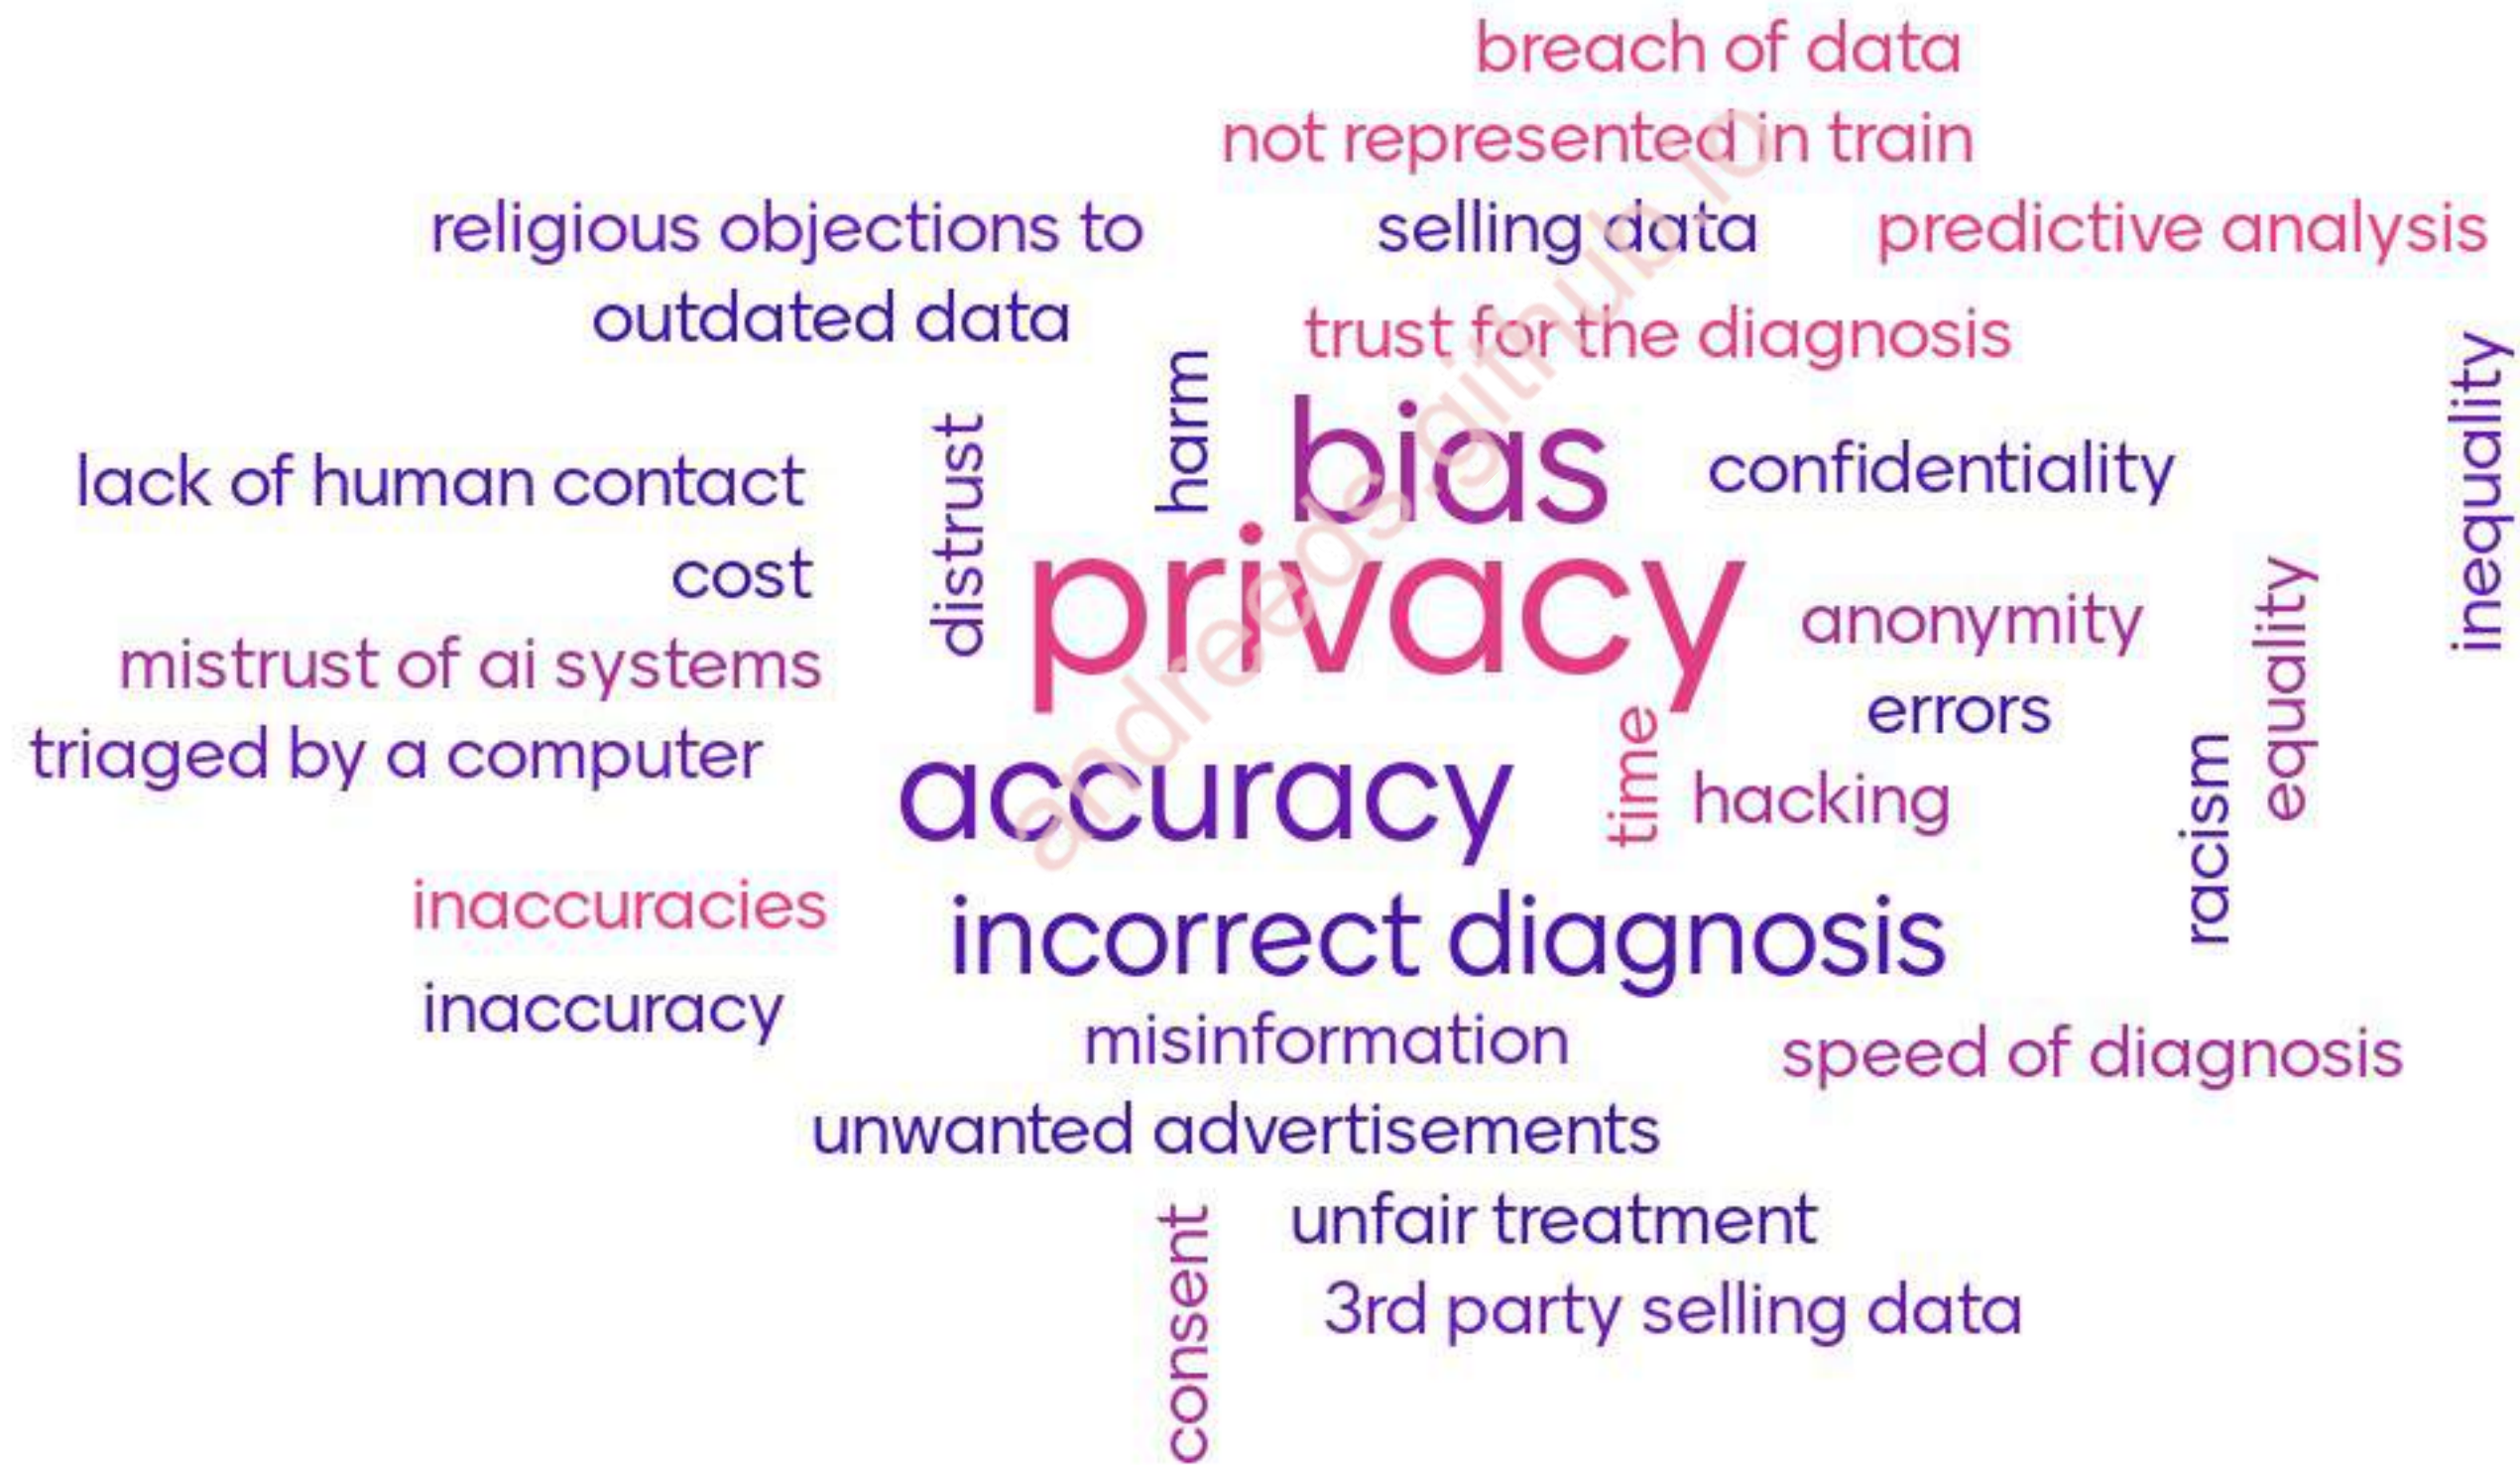 breach of data
not represented in train
religious objections to
selling data
predictive analysis
outdated data
trust for the diagnosis
harm
inequality
distrust
bias
confidentiality
lack of human contact
privacy
cost
anonymity
equality
mistrust of ai systems
errors
time
triaged by a computer
accuracy
hacking
racism
inaccuracies
incorrect diagnosis
inaccuracy
misinformation
speed of diagnosis
unwanted advertisements
consent
unfair treatment
3rd party selling data
andreeds.github.io